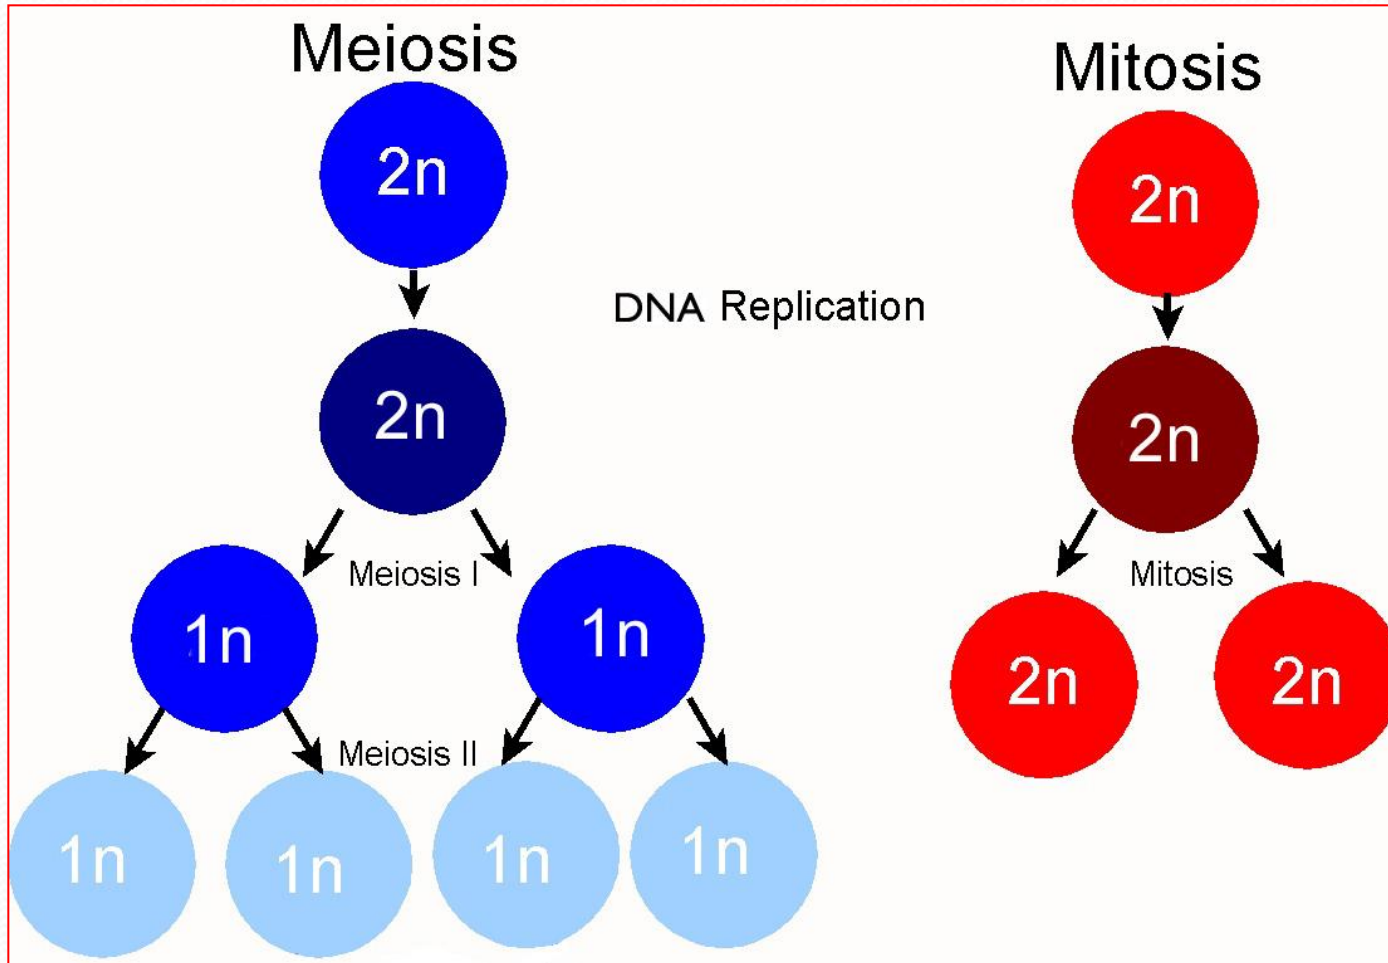 Meiosis
Mitosis
2n
2n
DNA Replication
2n
2n
Meiosis I
Mitosis
1n
1n
2n
2n
Meiosis II
1n
1n
1n
1n